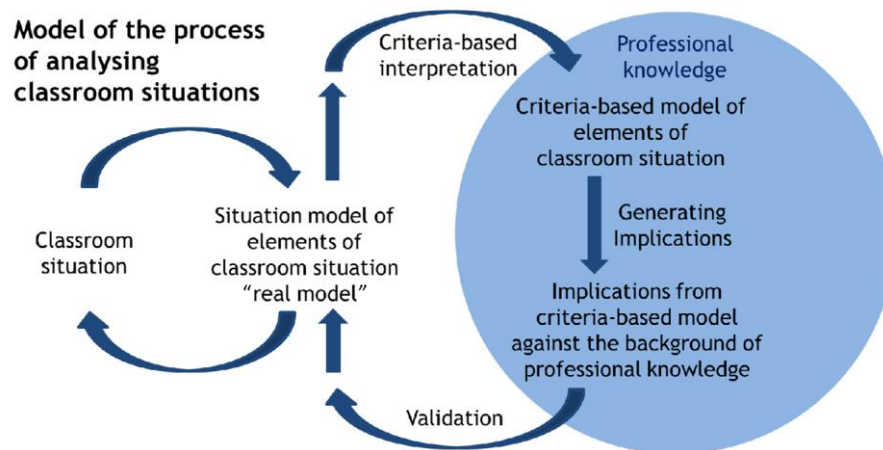 Model of the process
of analysing
classroom situations
Criteria-based
interpretation
Professional
knowledge
Criteria-based model of
elements of
classroom situation
Generating
Implications
Implications from
criteria-based model
against the background of
professional knowledge
Validation
Situation model of
elements of
classroom situation
“real model”
Classroom
situation